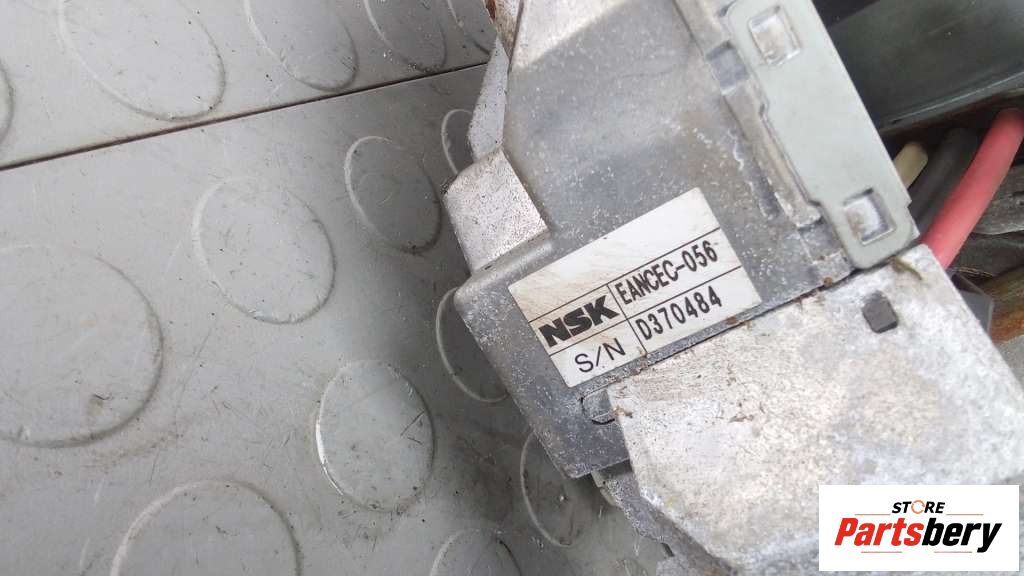 NSK EANCEC-056
S/N D370484
STORE
Partsbery